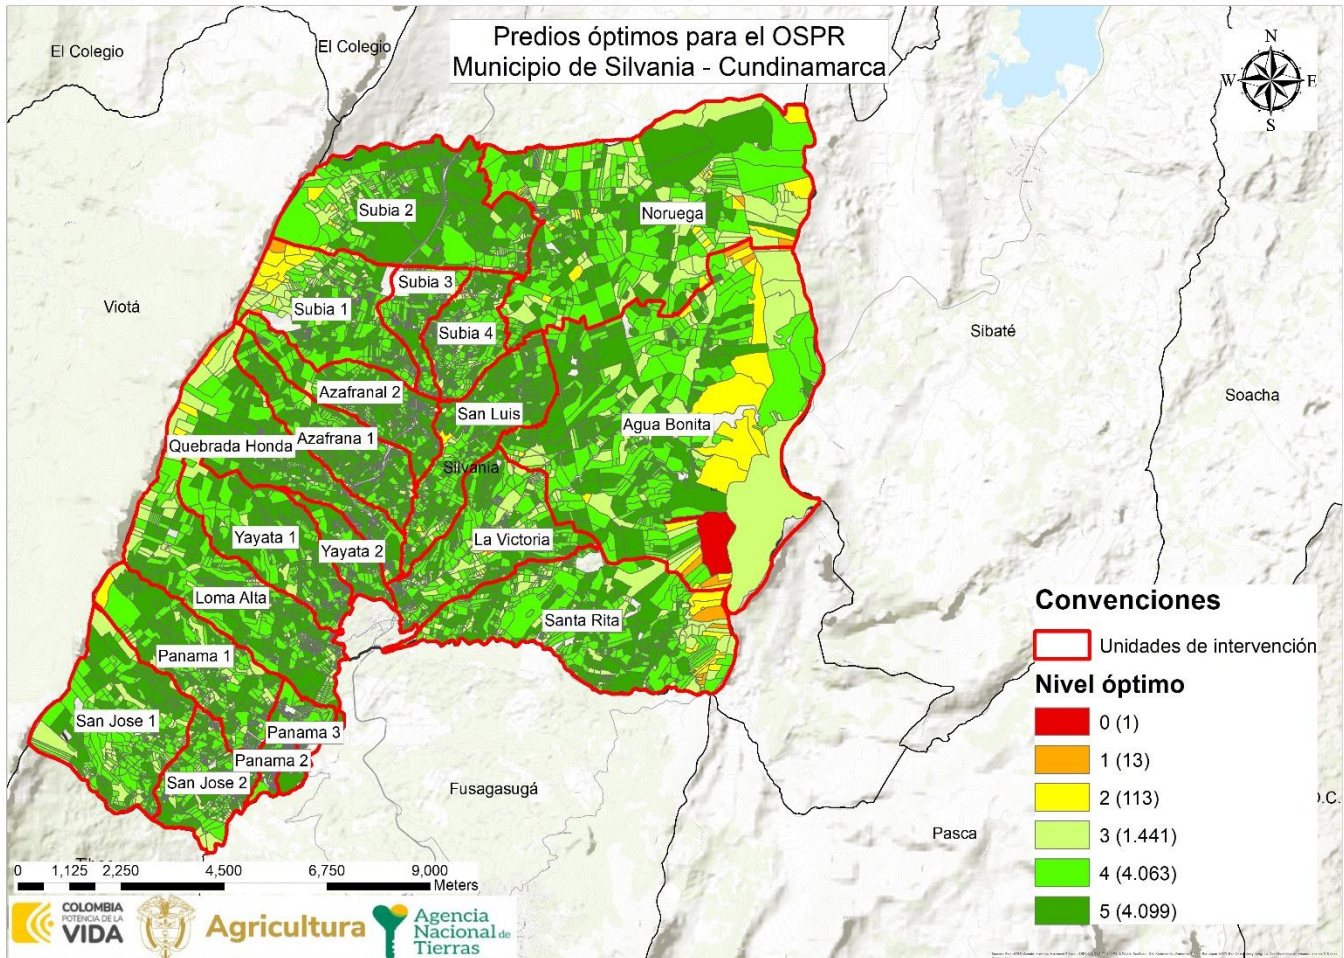 Predios óptimos para el OSPR
Municipio de Silvania - Cundinamarca
El Colegio
El Colegio
N
W
E
S
Subia 2
Noruega
Viotá
Subia 3
Subia 1
Subia 4
Sibaté
Azafranal 2
San Luis
Soacha
Agua Bonita
Azafrana 1
Quebrada Honda
Silvania
Yayata 1
Yayata 2
La Victoria
Loma Alta
Santa Rita
Panama 1
San Jose 1
Panama 3
Panama 2
San Jose 2
Fusagasugá
Pasca
D.C.
Convenciones
Unidades de intervención
Nivel óptimo
0 (1)
1 (13)
2 (113)
3 (1.441)
4 (4.063)
5 (4.099)
0 1,125 2,250 4,500 6,750 9,000
Meters
COLOMBIA
POTENCIA DE LA
VIDA
Agricultura
Agencia
Nacional de
Tierras